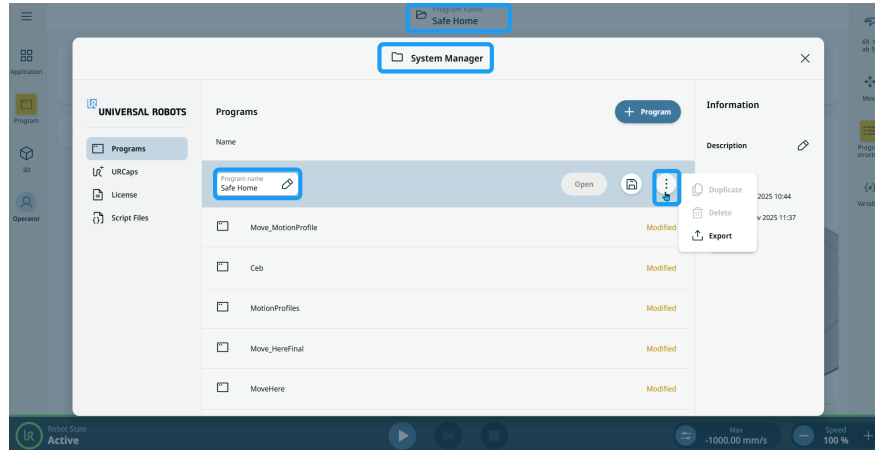 Program name
Safe Home
System Manager
Application
Program
3D
Operator
UNIVERSAL ROBOTS
Programs
URCaps
License
Script Files
Programs
+ Program
Name
Program name
Safe Home
Open
Move_MotionProfile
Modified
Ceb
Modified
MotionProfiles
Modified
Move_HereFinal
Modified
MoveHere
Modified
Information
Description
Duplicate
Delete
Export
2025 10:44
2025 11:37
Robot State
Active
Max
-1000.00 mm/s
Speed
100 %